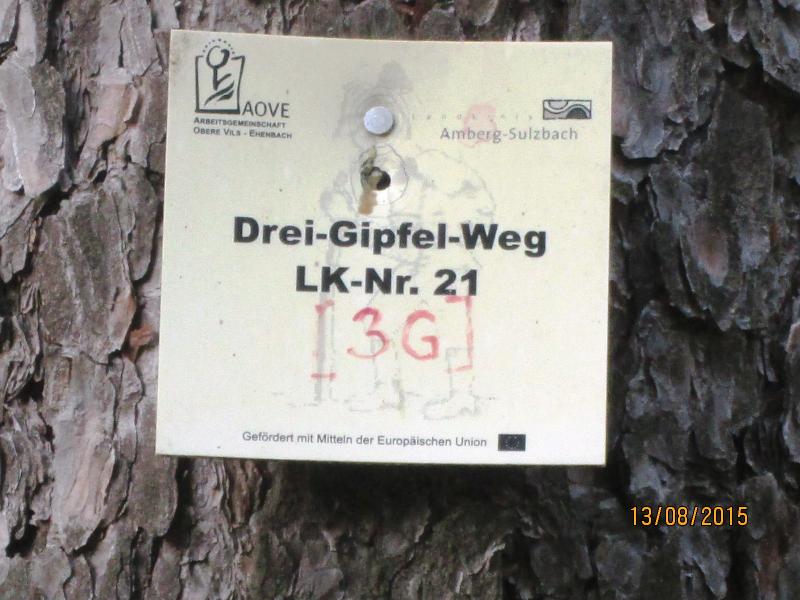 AOVE
ARBEITSGEMEINSCHAFT
OBERE VILS - EHENBACH
Landkreis
Amberg-Sulzbach
Drei-Gipfel-Weg
LK-Nr. 21
[3G]
Gefördert mit Mitteln der Europäischen Union
13/08/2015